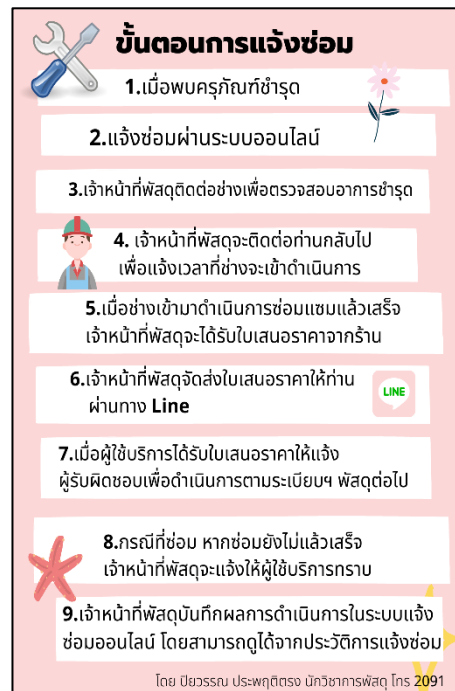 ขั้นตอนการแจ้งซ่อม
1.เมื่อพบครุภัณฑ์ชำรุด
2.แจ้งซ่อมผ่านระบบออนไลน์
3.เจ้าหน้าที่พัสดุติดต่อช่างเพื่อตรวจสอบอาการชำรุด
4. เจ้าหน้าที่พัสดุจะติดต่อท่านกลับไป
เพื่อแจ้งเวลาที่ช่างจะเข้าดำเนินการ
5.เมื่อช่างเข้ามาดำเนินการซ่อมแซมแล้วเสร็จ
เจ้าหน้าที่พัสดุจะได้รับใบเสนอราคาจากร้าน
6.เจ้าหน้าที่พัสดุจัดส่งใบเสนอราคาให้ท่าน
ผ่านทาง Line
LINE
7.เมื่อผู้ใช้บริการได้รับใบเสนอราคาให้แจ้ง
ผู้รับผิดชอบเพื่อดำเนินการตามระเบียบฯ พัสดุต่อไป
8.กรณีที่ซ่อม หากซ่อมยังไม่แล้วเสร็จ
เจ้าหน้าที่พัสดุจะแจ้งให้ผู้ใช้บริการทราบ
9.เจ้าหน้าที่พัสดุบันทึกผลการดำเนินการในระบบแจ้ง
ซ่อมออนไลน์ โดยสามารถดูได้จากประวัติการแจ้งซ่อม
โดย ปิยวรรณ ประพฤติตรง นักวิชาการพัสดุ โทร 2091